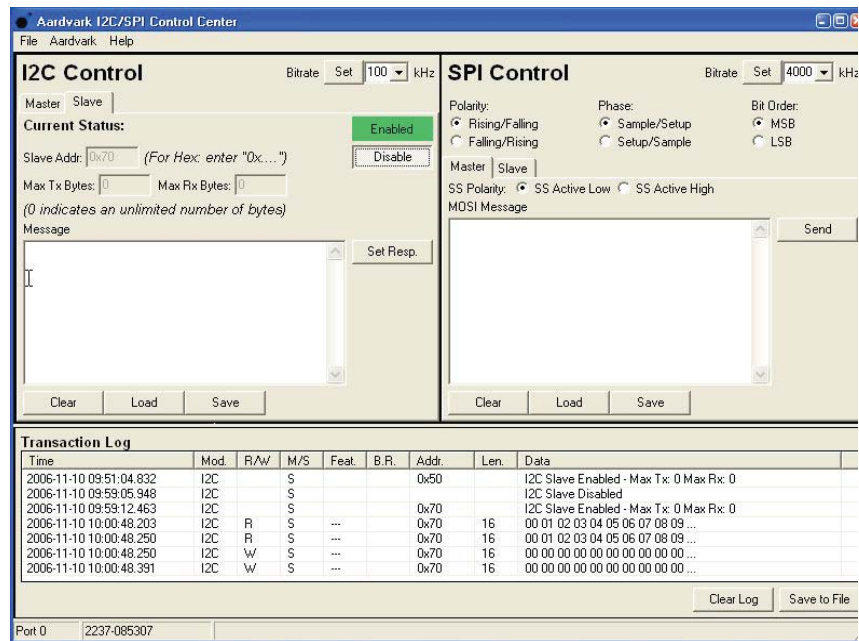 Aardvark I2C/SPI Control Center
File Aardvark Help
I2C Control
Bitrate Set 100 kHz
Master Slave
Current Status:
Enabled
Slave Addr: 0x70 (For Hex: enter "0x....")
Disable
Max Tx Bytes: 0 Max Rx Bytes: 0
(0 indicates an unlimited number of bytes)
Message
Set Resp.
Clear Load Save
SPI Control
Bitrate Set 4000 kHz
Polarity: Phase: Bit Order:
Rising/Falling Sample/Setup MSB
Falling/Rising Setup/Sample LSB
Master Slave
SS Polarity: SS Active Low SS Active High
MOSI Message
Send
Clear Load Save
Transaction Log
Time Mod. R/W M/S Feat. B.R. Addr. Len. Data
2006-11-10 09:51:04.832 I2C S 0x50 I2C Slave Enabled - Max Tx: 0 Max Rx: 0
2006-11-10 09:59:05.948 I2C S I2C Slave Disabled
2006-11-10 09:59:12.463 I2C S 0x70 I2C Slave Enabled - Max Tx: 0 Max Rx: 0
2006-11-10 10:00:48.203 I2C R S --- 0x70 16 00 01 02 03 04 05 06 07 08 09 ...
2006-11-10 10:00:48.250 I2C R S --- 0x70 16 00 01 02 03 04 05 06 07 08 09 ...
2006-11-10 10:00:48.250 I2C W S --- 0x70 16 00 00 00 00 00 00 00 00 00 00 ...
2006-11-10 10:00:48.391 I2C W S --- 0x70 16 00 00 00 00 00 00 00 00 00 00 ...
Clear Log Save to File
Port 0 2237-085307